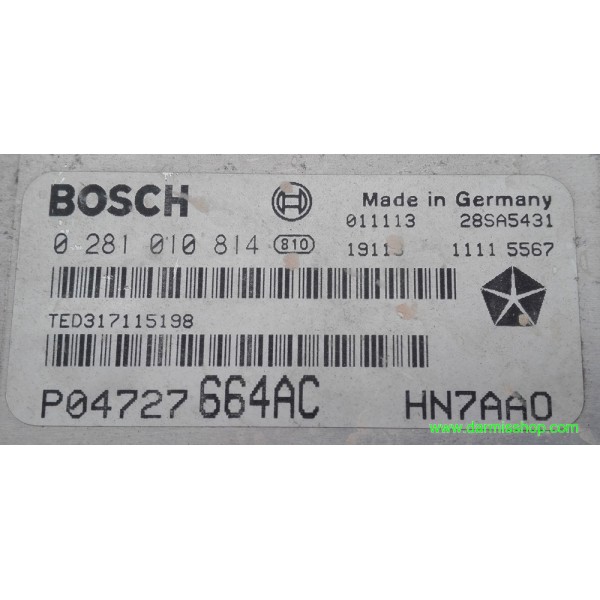 BOSCH
Made in Germany
011113 28SA5431
0 281 010 814 810
1111 5567
TED317115198
P04727 664AC HN7AA0
www.darmisshop.com